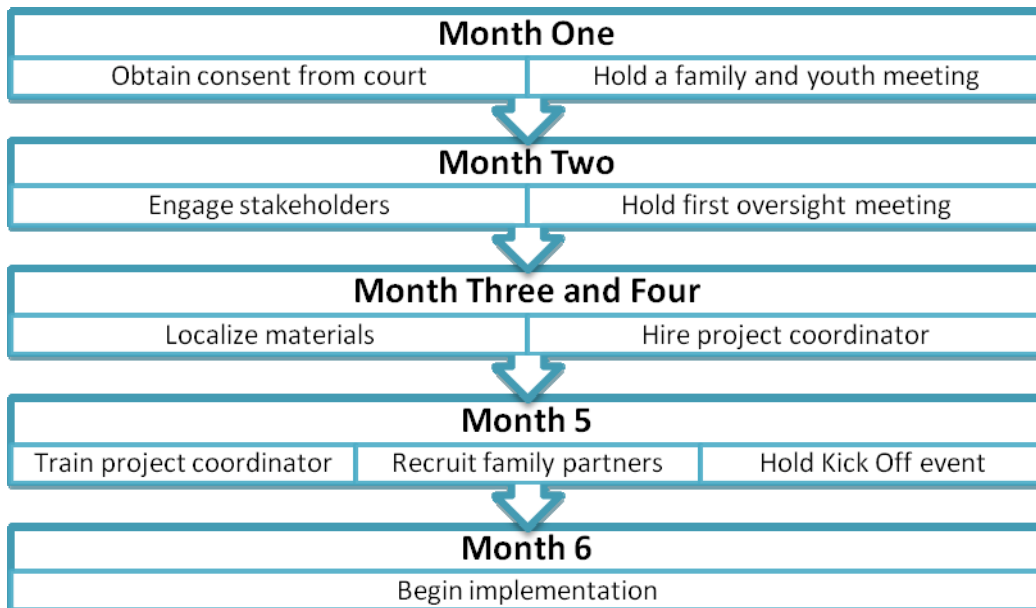 Month One
Obtain consent from court
Hold a family and youth meeting
Month Two
Engage stakeholders
Hold first oversight meeting
Month Three and Four
Localize materials
Hire project coordinator
Month 5
Train project coordinator
Recruit family partners
Hold Kick Off event
Month 6
Begin implementation